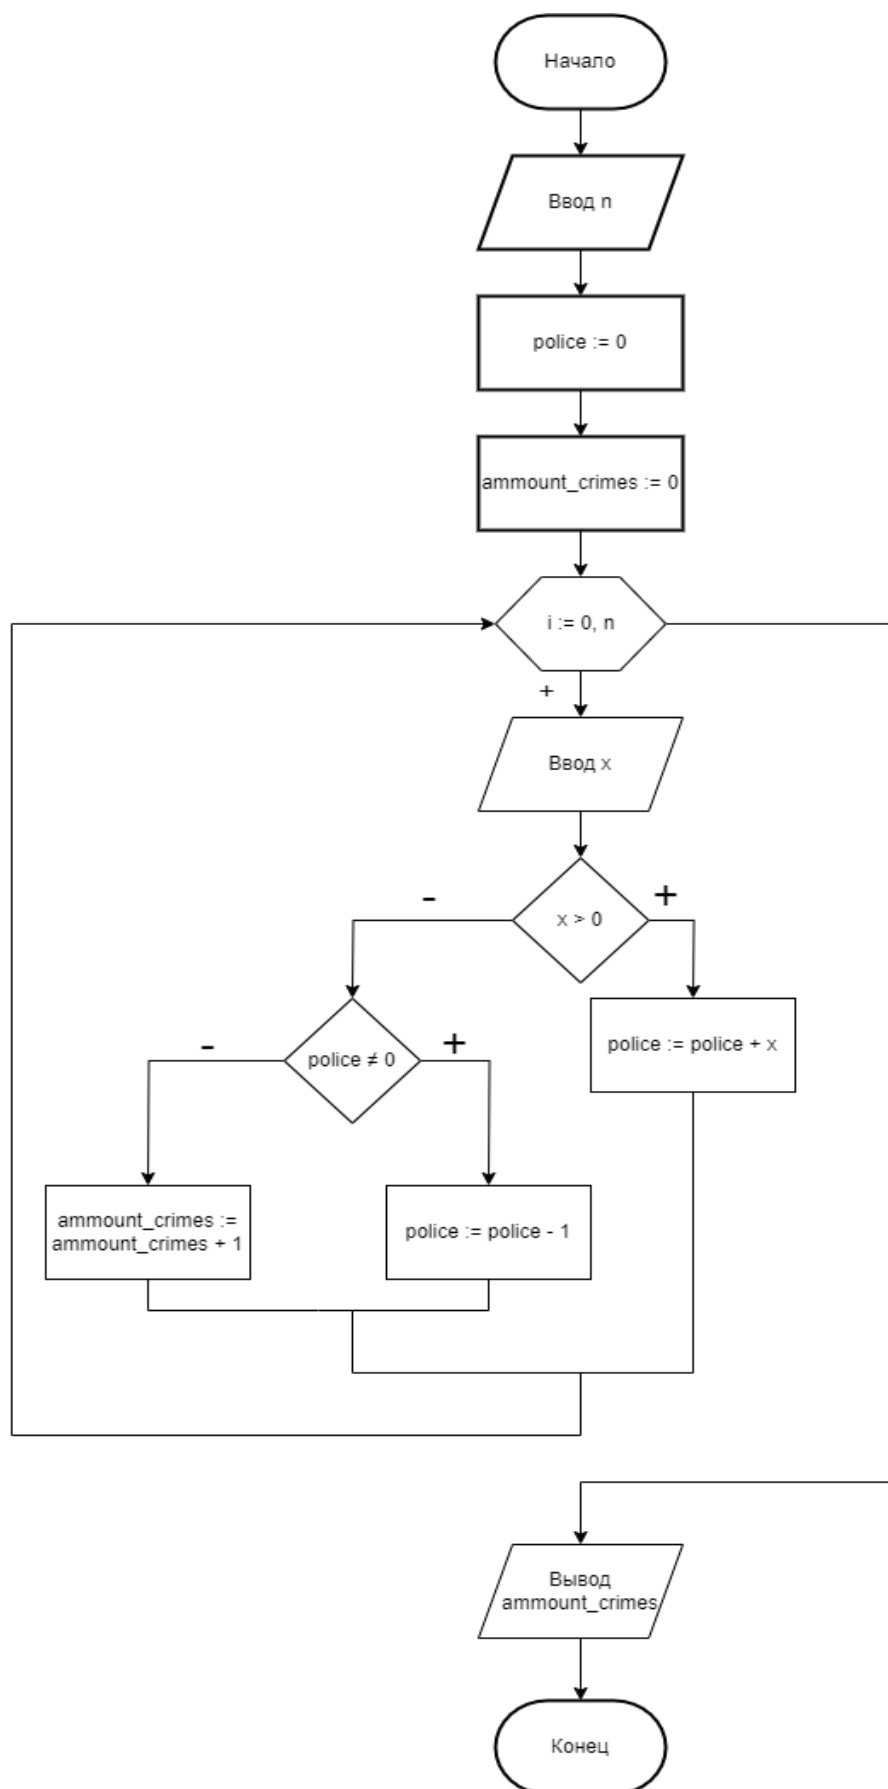 Начало
Ввод n
police := 0
ammount_crimes := 0
i := 0, n
+
Ввод x
x > 0
-
+
police ≠ 0
-
+
police := police + x
ammount_crimes :=
ammount_crimes + 1
police := police - 1
Вывод
ammount_crimes
Конец